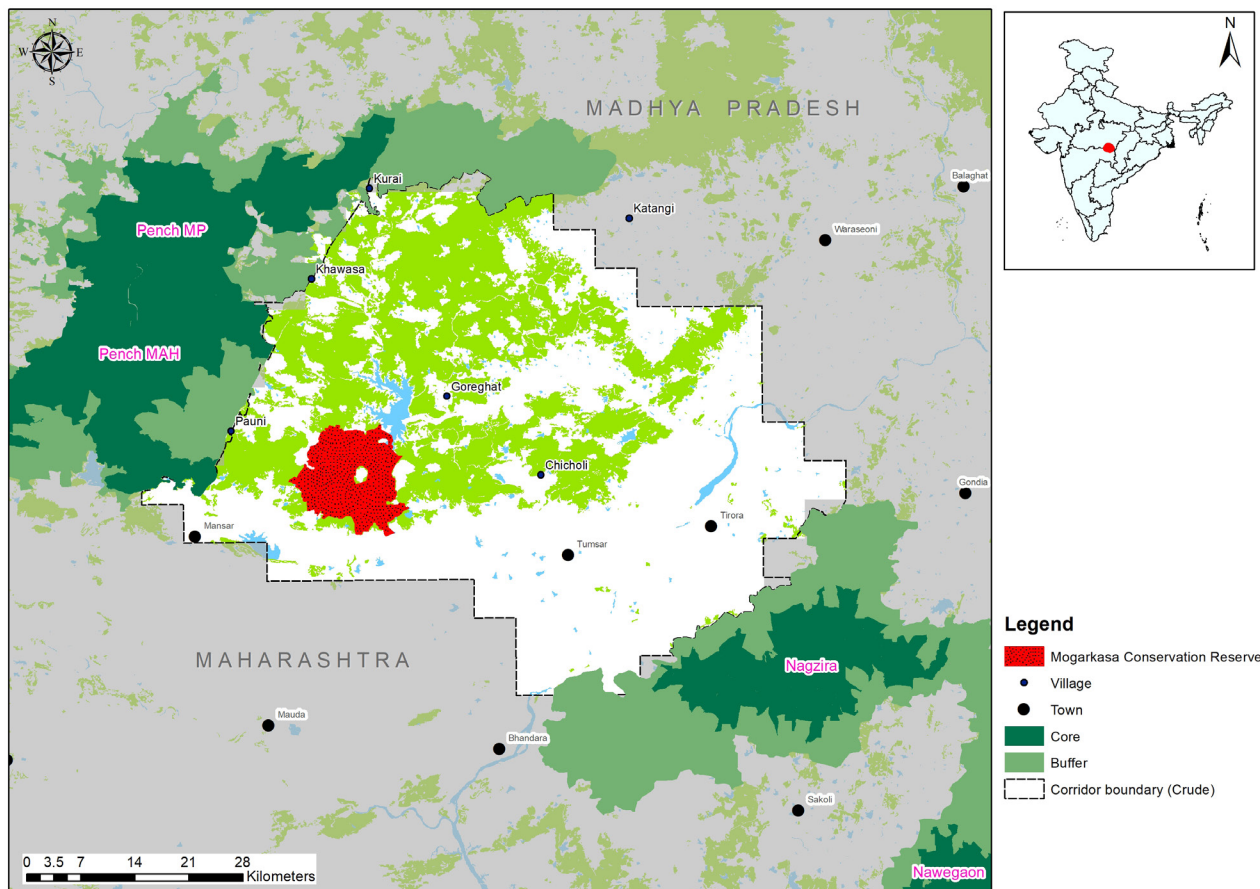 N
W
E
S
MADHYA PRADESH
Kurai
Balaghat
Katangi
Pench MP
Waraseoni
Khawasa
Pench MAH
Goreghat
Pauni
Chicholi
Gondia
Mansar
Tirora
Tumsar
MAHARASHTRA
Nagzira
Mauda
Bhandara
Sakoli
Nawegaon
0 3.5 7 14 21 28
Kilometers
N
Legend
Mogarkasa Conservation Reserve
Village
Town
Core
Buffer
Corridor boundary (Crude)